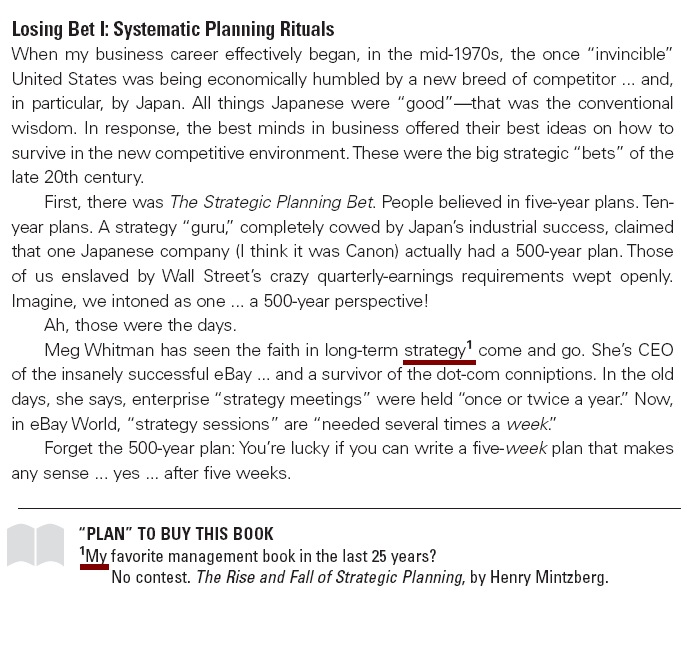 Losing Bet I: Systematic Planning Rituals
When my business career effectively began, in the mid-1970s, the once “invincible”
United States was being economically humbled by a new breed of competitor ... and,
in particular, by Japan. All things Japanese were “good”—that was the conventional
wisdom. In response, the best minds in business offered their best ideas on how to
survive in the new competitive environment. These were the big strategic “bets” of the
late 20th century.
First, there was The Strategic Planning Bet. People believed in five-year plans. Ten-
year plans. A strategy “guru,” completely cowed by Japan’s industrial success, claimed
that one Japanese company (I think it was Canon) actually had a 500-year plan. Those
of us enslaved by Wall Street’s crazy quarterly-earnings requirements wept openly.
Imagine, we intoned as one ... a 500-year perspective!
Ah, those were the days.
Meg Whitman has seen the faith in long-term strategy¹ come and go. She’s CEO
of the insanely successful eBay ... and a survivor of the dot-com conniptions. In the old
days, she says, enterprise “strategy meetings” were held “once or twice a year.” Now,
in eBay World, “strategy sessions” are “needed several times a week.”
Forget the 500-year plan: You’re lucky if you can write a five-week plan that makes
any sense ... yes ... after five weeks.
“PLAN” TO BUY THIS BOOK
¹My favorite management book in the last 25 years?
No contest. The Rise and Fall of Strategic Planning, by Henry Mintzberg.